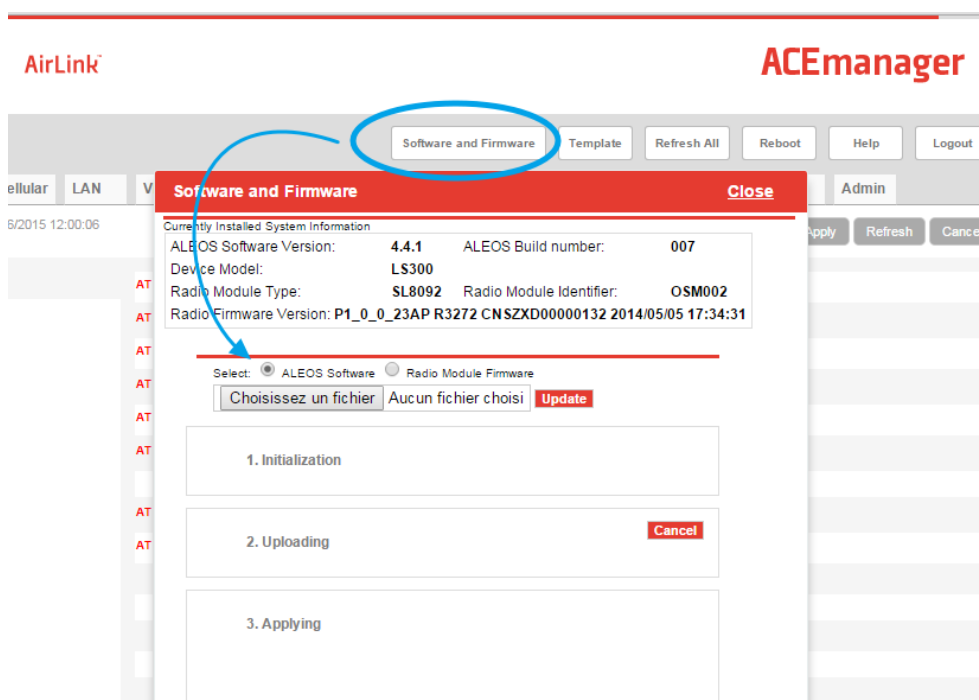 AirLink™
ACEmanager
Software and Firmware Template Refresh All Reboot Help Logout
ellular LAN V Admin
6/2015 12:00:06 Apply Refresh Cance
Software and Firmware Close
Currently Installed System Information
ALEOS Software Version: 4.4.1 ALEOS Build number: 007
Device Model: LS300
Radio Module Type: SL8092 Radio Module Identifier: OSM002
Radio Firmware Version: P1_0_0_23AP R3272 CNSZXD00000132 2014/05/05 17:34:31
AT
AT
AT
AT
AT
AT
AT
AT
Select: ALEOS Software Radio Module Firmware
Choisissez un fichier Aucun fichier choisi Update
1. Initialization
2. Uploading Cancel
3. Applying